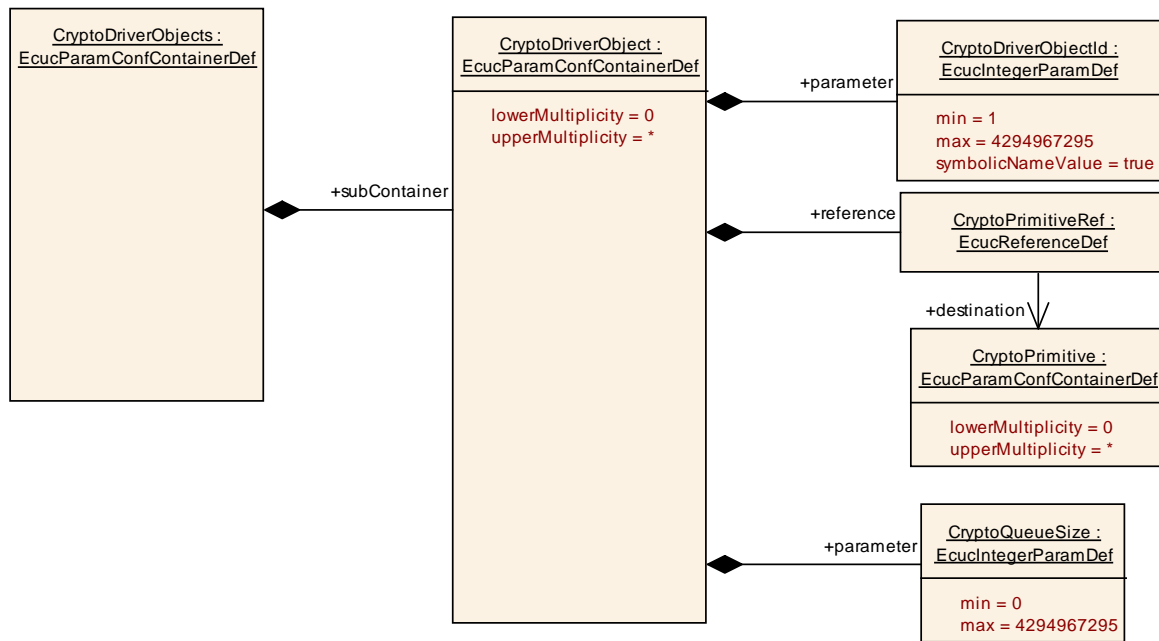 CryptoDriverObjects:
EcucParamConfContainerDef
+subContainer
CryptoDriverObject :
EcucParamConfContainerDef
lowerMultiplicity = 0
upperMultiplicity = *
+parameter
CryptoDriverObjectId :
EcucIntegerParamDef
min = 1
max = 4294967295
symbolicNameValue = true
+reference
CryptoPrimitiveRef :
EcucReferenceDef
+destination
CryptoPrimitive :
EcucParamConfContainerDef
lowerMultiplicity = 0
upperMultiplicity = *
+parameter
CryptoQueueSize :
EcucIntegerParamDef
min = 0
max = 4294967295